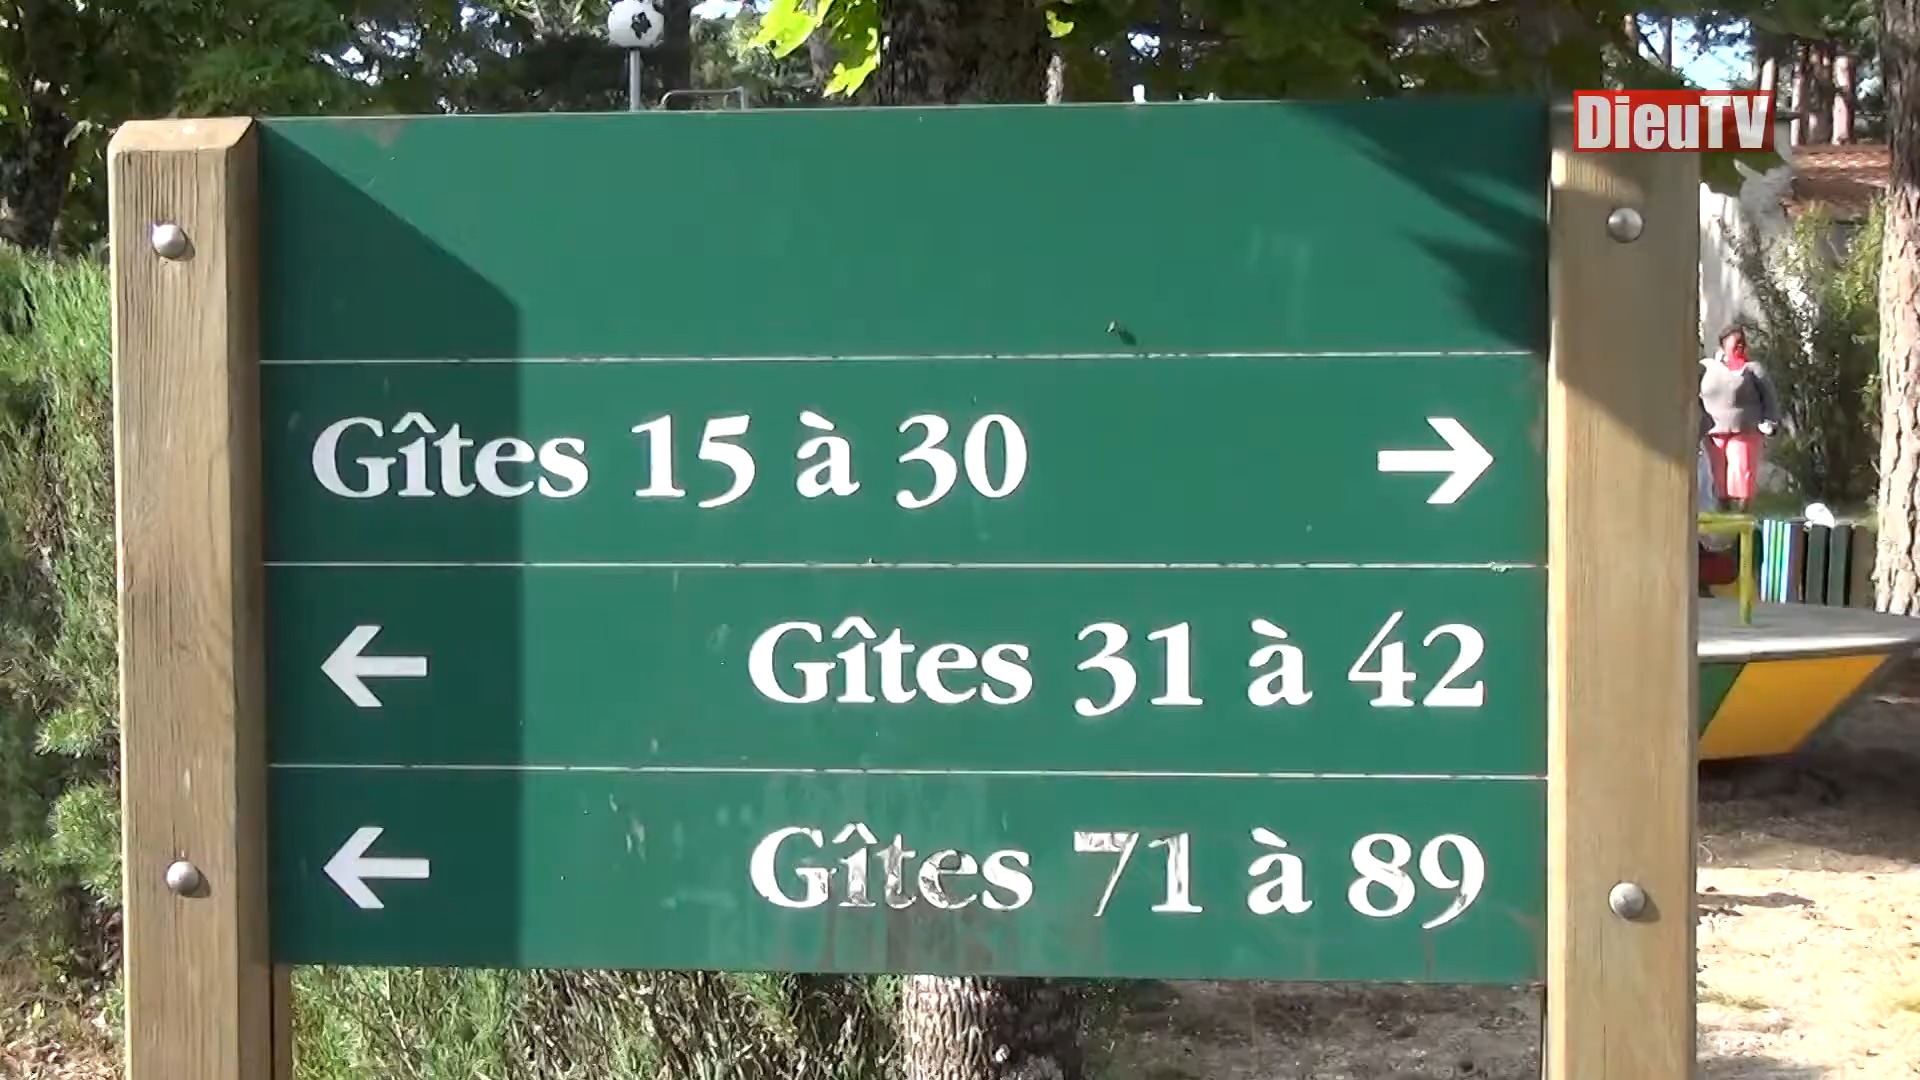 DieuTV
Gîtes 15 à 30 →
← Gîtes 31 à 42
← Gîtes 71 à 89